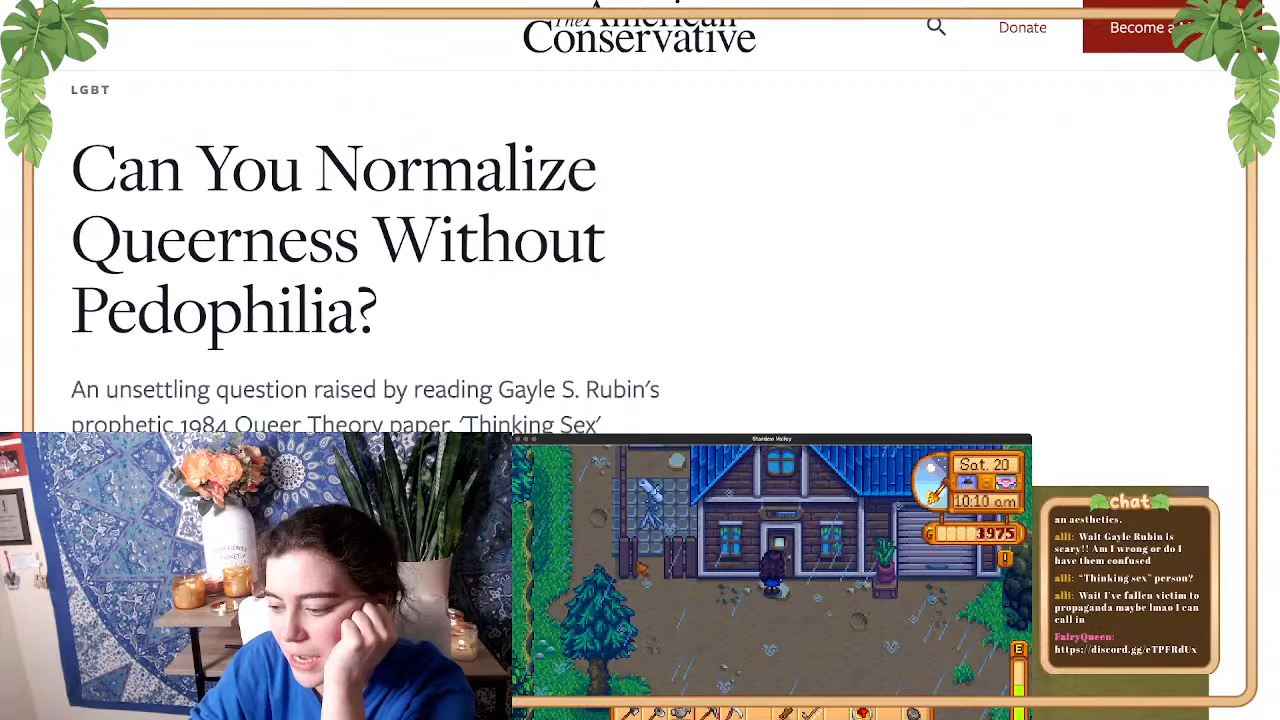 The American
Conservative
Donate
Become a
LGBT
Can You Normalize
Queerness Without
Pedophilia?
An unsettling question raised by reading Gayle S. Rubin's
prophetic 1984 Queer Theory paper, 'Thinking Sex'
Stardew Valley
Sat. 20
10:10 am
3975
E
chat
an aesthetics.
alli: Wait Gayle Rubin is
scary!! Am I wrong or do I
have them confused
alli: “Thinking sex” person?
alli: Wait I've fallen victim to
propaganda maybe lmao I can
call in
FairyQueen:
https://discord.gg/eTPFRdUx